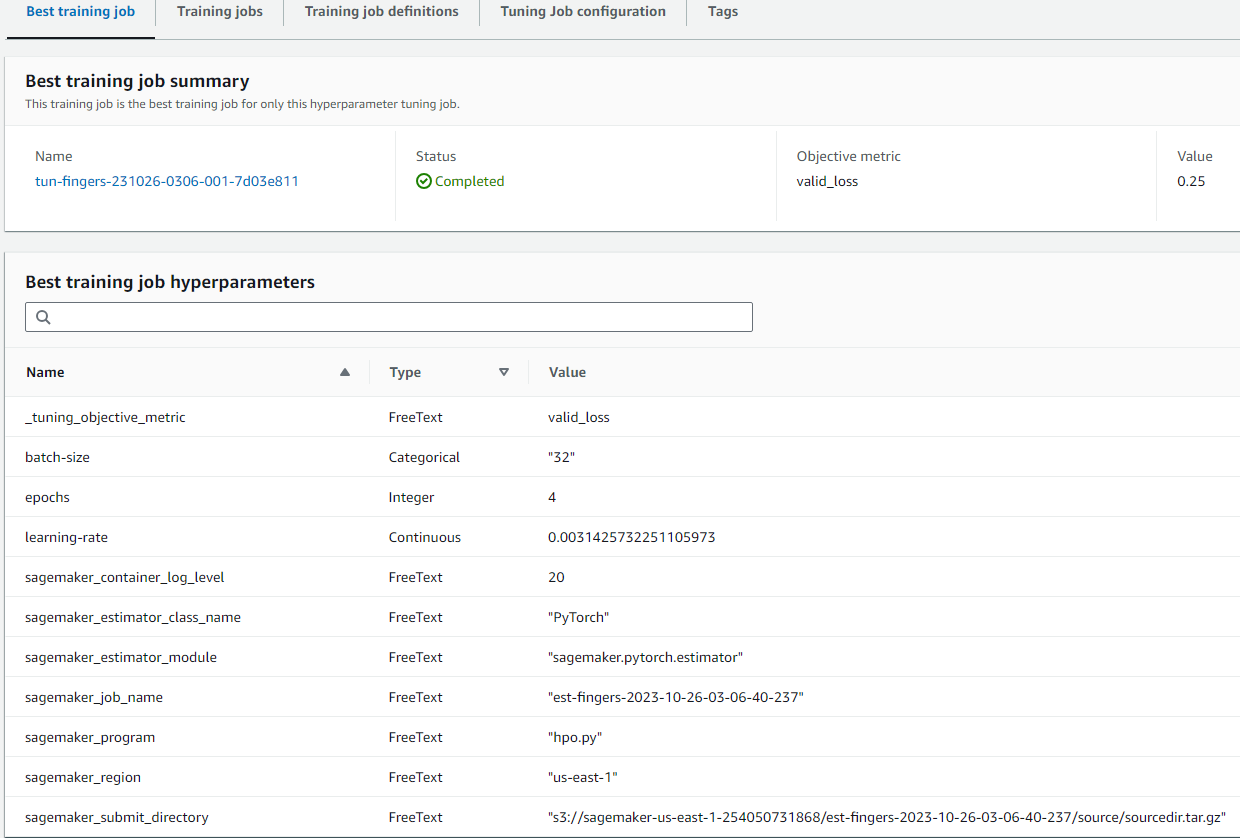 Best training job Training jobs Training job definitions Tuning Job configuration Tags
Best training job summary
This training job is the best training job for only this hyperparameter tuning job.
Name Status Objective metric Value
tun-fingers-231026-0306-001-7d03e811 Completed valid_loss 0.25
Best training job hyperparameters
Name Type Value
_tuning_objective_metric FreeText valid_loss
batch-size Categorical "32"
epochs Integer 4
learning-rate Continuous 0.0031425732251105973
sagemaker_container_log_level FreeText 20
sagemaker_estimator_class_name FreeText "PyTorch"
sagemaker_estimator_module FreeText "sagemaker.pytorch.estimator"
sagemaker_job_name FreeText "est-fingers-2023-10-26-03-06-40-237"
sagemaker_program FreeText "hpo.py"
sagemaker_region FreeText "us-east-1"
sagemaker_submit_directory FreeText "s3://sagemaker-us-east-1-254050731868/est-fingers-2023-10-26-03-06-40-237/source/sourcedir.tar.gz"